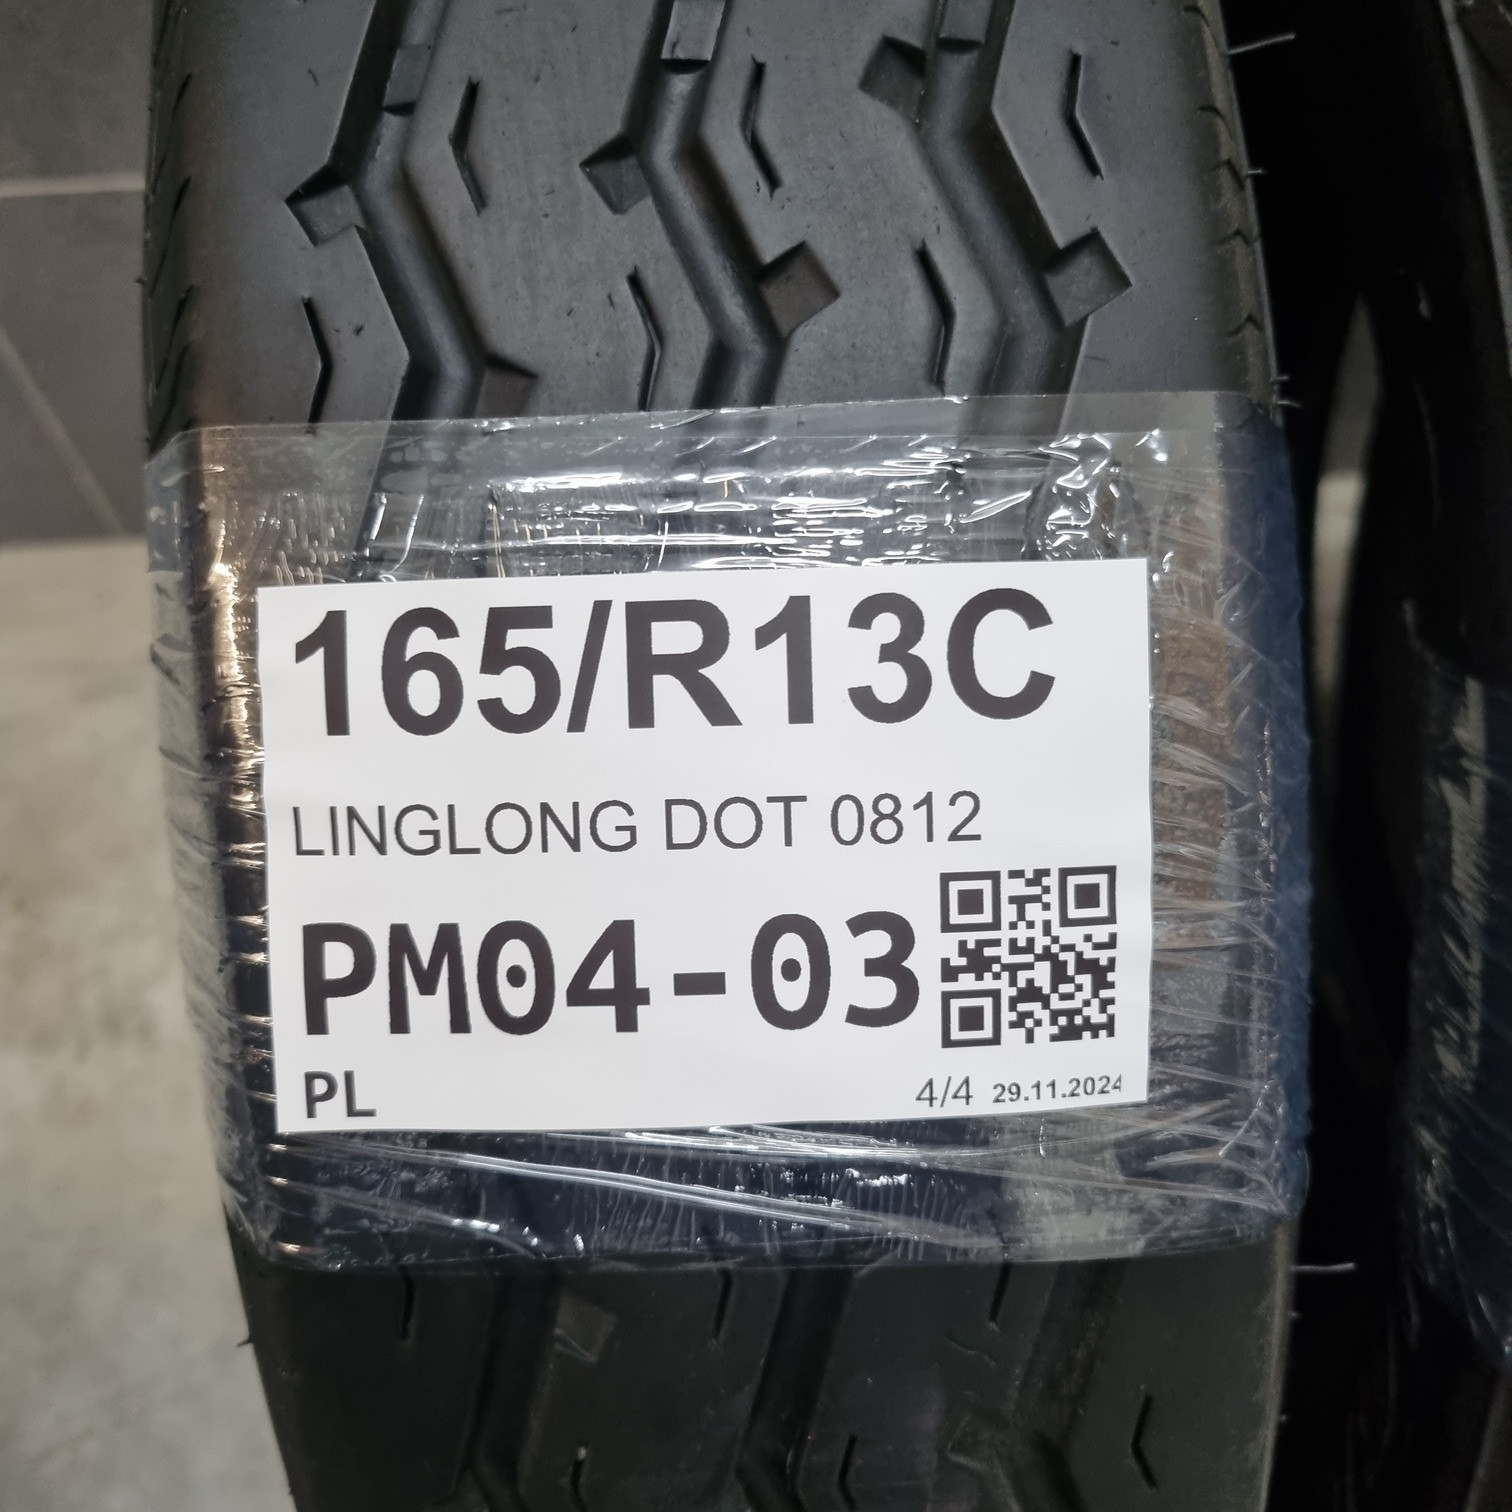 165/R13C
LINGLONG DOT 0812
PM04-03
PL
4/4 29.11.2024